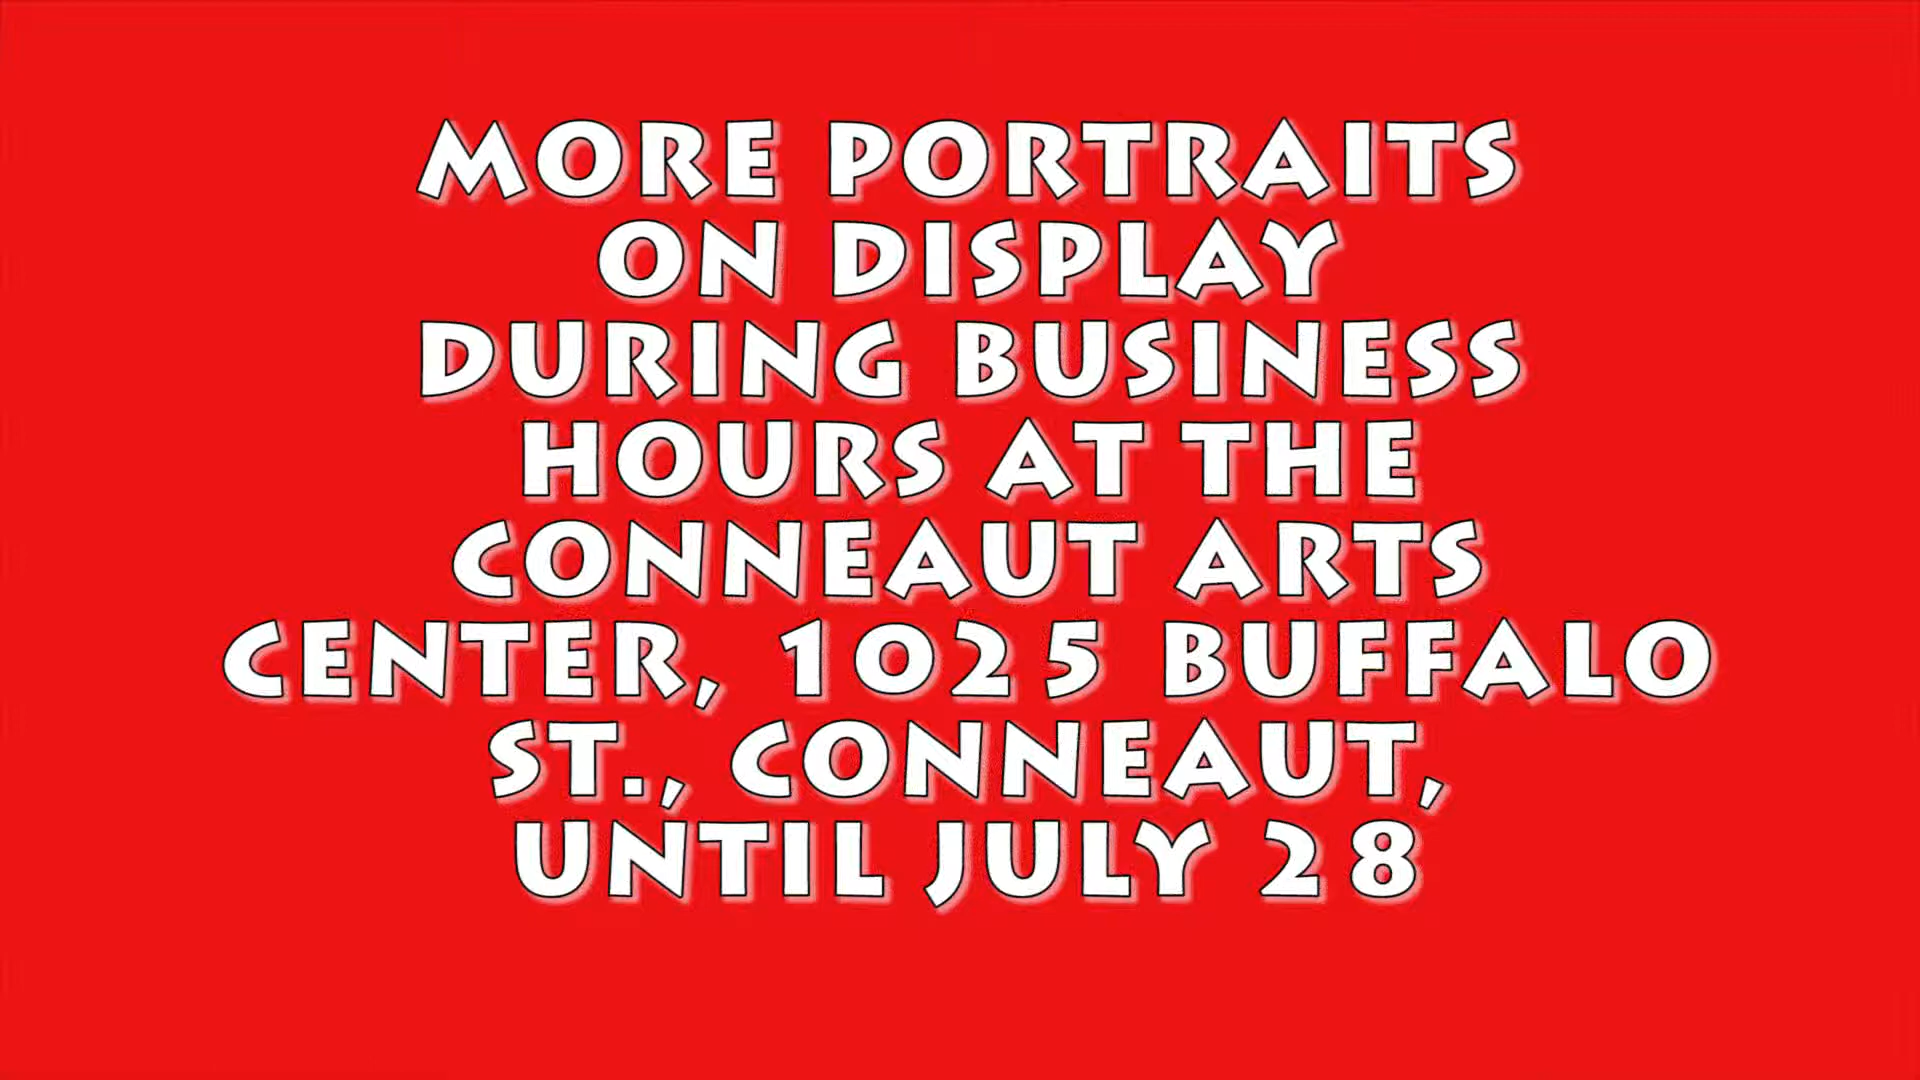 MORE PORTRAITS
ON DISPLAY
DURING BUSINESS
HOURS AT THE
CONNEAUT ARTS
CENTER, 1025 BUFFALO
ST., CONNEAUT,
UNTIL JULY 28